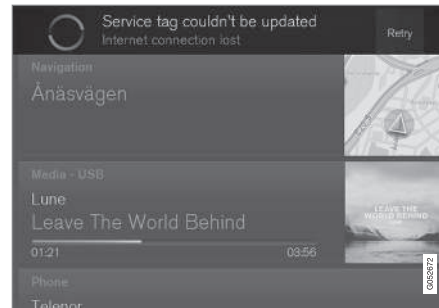 Service tag couldn't be updated
Internet connection lost
Retry
Navigation
Ånäsvägen
Media - USB
Lune
Leave The World Behind
01:21
03:56
LEAVE THE
WORLD BEHIND
Phone
Telenor
G052672